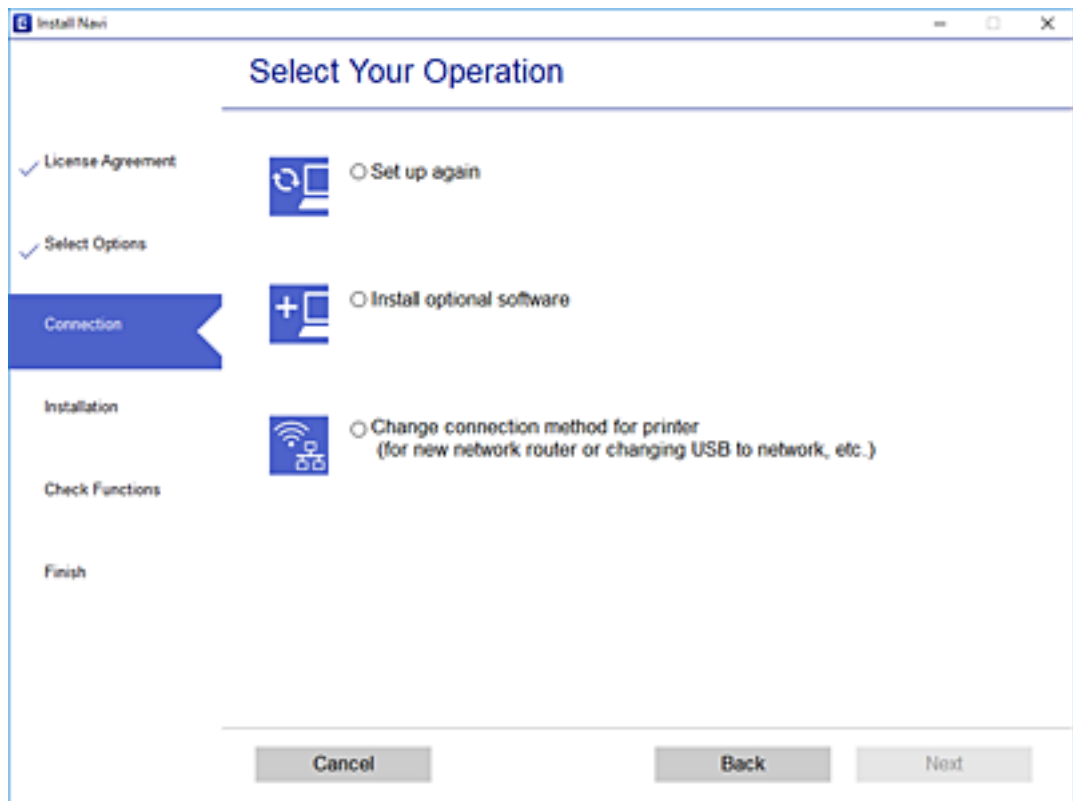 Install Navi
Select Your Operation
License Agreement
Select Options
Connection
Installation
Check Functions
Finish
Set up again
Install optional software
Change connection method for printer
(for new network router or changing USB to network, etc.)
Cancel
Back
Next